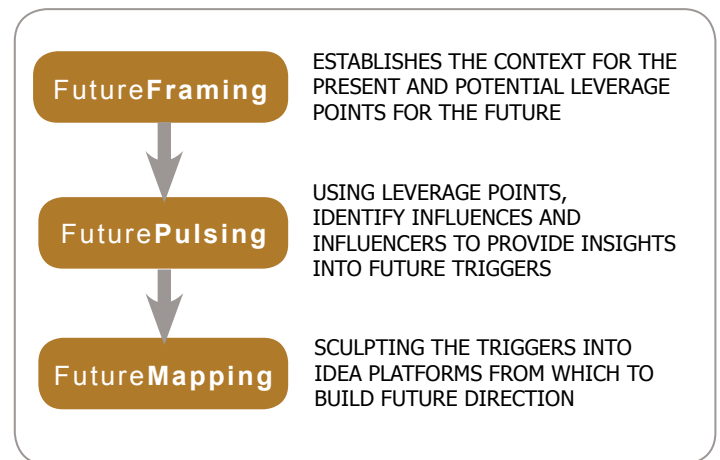 FutureFraming
ESTABLISHES THE CONTEXT FOR THE
PRESENT AND POTENTIAL LEVERAGE
POINTS FOR THE FUTURE
FuturePulsing
USING LEVERAGE POINTS,
IDENTIFY INFLUENCES AND
INFLUENCERS TO PROVIDE INSIGHTS
INTO FUTURE TRIGGERS
FutureMapping
SCULPTING THE TRIGGERS INTO
IDEA PLATFORMS FROM WHICH TO
BUILD FUTURE DIRECTION